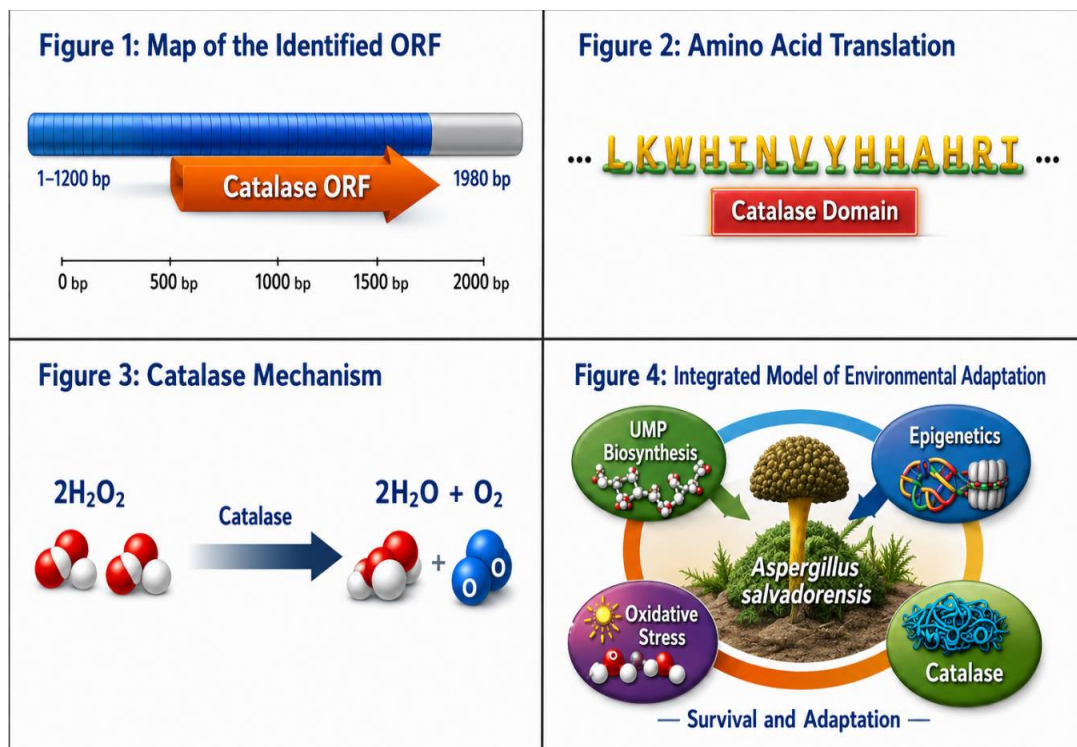 Figure 1: Map of the Identified ORF
1–1200 bp
Catalase ORF
1980 bp
0 bp
500 bp
1000 bp
1500 bp
2000 bp
Figure 2: Amino Acid Translation
... LKWHINVYHHAHRI ...
Catalase Domain
Figure 3: Catalase Mechanism
2H₂O₂
Catalase
2H₂O + O₂
+
O
O
Figure 4: Integrated Model of Environmental Adaptation
UMP
Biosynthesis
Epigenetics
Aspergillus
salvadorensis
Oxidative
Stress
Catalase
— Survival and Adaptation —